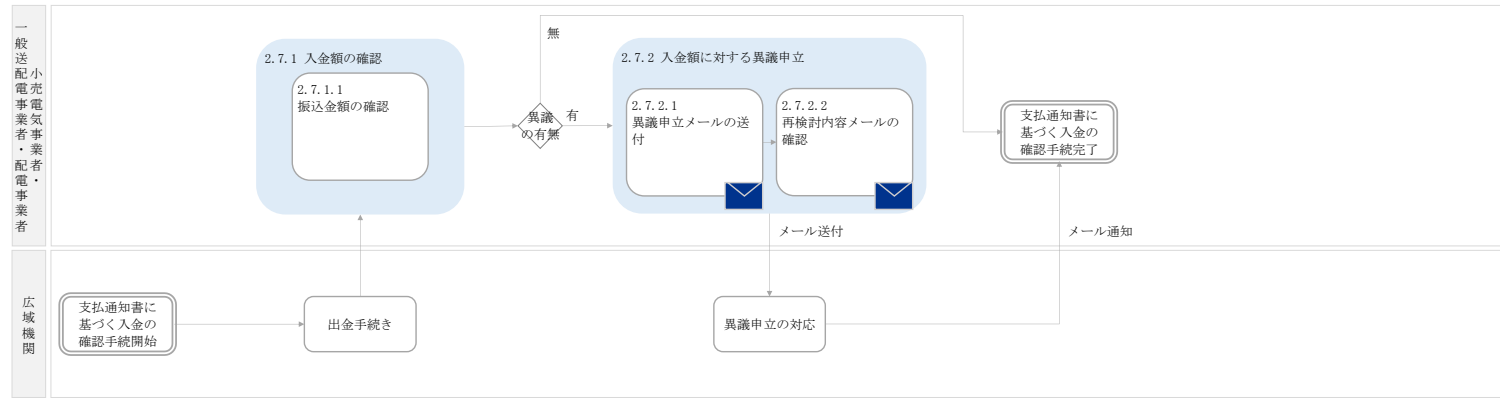 一般送配電事業者・配電事業者
小売電気事業者・
2.7.1 入金額の確認
2.7.1.1
振込金額の確認
異議
の有無
無
有
2.7.2 入金額に対する異議申立
2.7.2.1
異議申立メールの送
付
2.7.2.2
再検討内容メールの
確認
支払通知書に
基づく入金の
確認手続完了
メール送付
メール通知
広域機関
支払通知書に
基づく入金の
確認手続開始
出金手続き
異議申立の対応